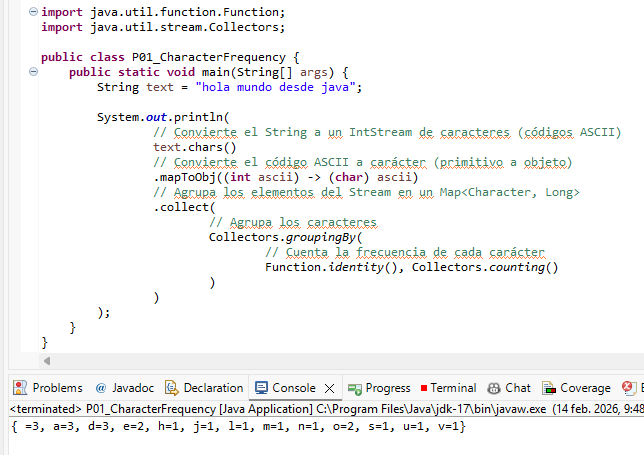 import java.util.function.Function;
import java.util.stream.Collectors;
public class P01_CharacterFrequency {
public static void main(String[] args) {
String text = "hola mundo desde java";
System.out.println(
// Convierte el String a un IntStream de caracteres (códigos ASCII)
text.chars()
// Convierte el código ASCII a carácter (primitivo a objeto)
.mapToObj((int ascii) -> (char) ascii)
// Agrupa los elementos del Stream en un Map<Character, Long>
.collect(
// Agrupa los caracteres
Collectors.groupingBy(
// Cuenta la frecuencia de cada carácter
Function.identity(), Collectors.counting()
)
)
);
}
}
Problems @ Javadoc Declaration Console Progress Terminal Chat Coverage E
<terminated> P01_CharacterFrequency [Java Application] C:\Program Files\Java\jdk-17\bin\javaw.exe (14 feb. 2026, 9:48
{ =3, a=3, d=3, e=2, h=1, j=1, l=1, m=1, n=1, o=2, s=1, u=1, v=1}